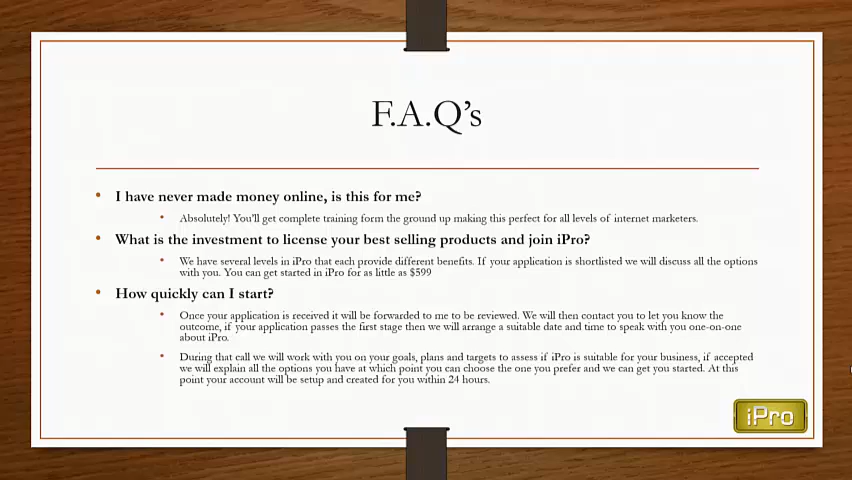 F.A.Q’s
• I have never made money online, is this for me?
• Absolutely! You’ll get complete training form the ground up making this perfect for all levels of internet marketers.
• What is the investment to license your best selling products and join iPro?
• We have several levels in iPro that each provide different benefits. If your application is shortlisted we will discuss all the options
with you. You can get started in iPro for as little as $599
• How quickly can I start?
• Once your application is received it will be forwarded to me to be reviewed. We will then contact you to let you know the
outcome, if your application passes the first stage then we will arrange a suitable date and time to speak with you one-on-one
about iPro.
• During that call we will work with you on your goals, plans and targets to assess if iPro is suitable for your business, if accepted
we will explain all the options you have at which point you can choose the one you prefer and we can get you started. At this
point your account will be setup and created for you within 24 hours.
iPro